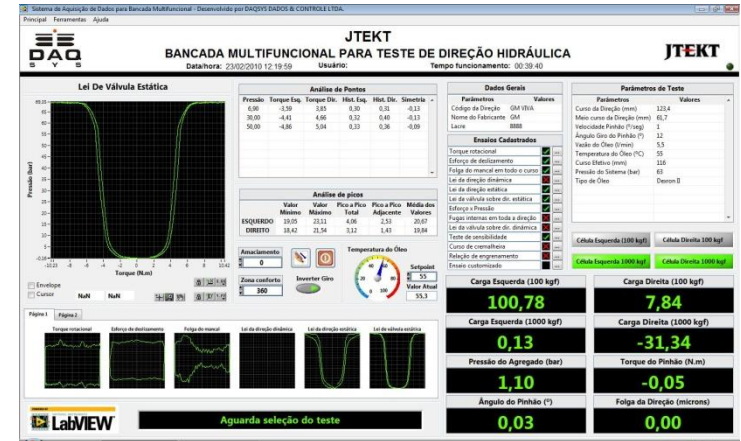 Sistema de Aquisição de Dados para Bancada Multifuncional - Desenvolvido por DAQSYS DADOS & CONTROLE LTDA.
Principal Ferramentas Ajuda
DAQ
SYS
JTEKT
BANCADA MULTIFUNCIONAL PARA TESTE DE DIREÇÃO HIDRÁULICA
Data/hora: 23/02/2010 12:19:59 Usuário: Tempo funcionamento: 00:39:40
JTEKT
Lei De Válvula Estática
Pressão (bar)
Torque (N.m)
Envelope
Cursor NaN NaN
Análise de Pontos
Pressão Torque Esq. Torque Dir. Hist. Esq. Hist. Dir. Simetria
6,90 -3,59 3,85 0,30 0,31 -0,13
30,00 -4,41 4,66 0,32 0,40 -0,13
50,00 -4,86 5,04 0,33 0,36 -0,09
Análise de picos
Valor Mínimo Valor Máximo Pico a Pico Total Pico a Pico Adjacente Média dos Valores
ESQUERDO 19,05 23,11 4,06 2,53 20,67
DIREITO 18,42 21,54 3,12 1,43 19,84
Amaciamento
0
Zona conforto
360
Inverter Giro
Temperatura do Óleo
Setpoint
55
Valor Atual
55,3
Dados Gerais
Parâmetros Valores
Código da Direção GM VIVA
Nome do Fabricante GM
Lacre 8888
Ensaios Cadastrados
Torque rotacional
Esforço de deslizamento
Folga do mancal em todo o curso
Lei da direção dinâmica
Lei da direção estática
Lei da válvula sobre dir. estática
Esforço x Pressão
Fugas internas em toda a direção
Lei da válvula sobre dir. dinâmica
Teste de sensibilidade
Curso de cremalheira
Relação de engrenamento
Ensaio customizado
Parâmetros de Teste
Parâmetros Valores
Curso da Direção (mm) 123,4
Meio curso da Direção (mm) 61,7
Velocidade Pinhão (º/seg) 1
Ângulo Giro do Pinhão (º) 12
Vazão do Óleo (l/min) 5,5
Temperatura do Óleo (ºC) 55
Curso Efetivo (mm) 116
Pressão do Sistema (bar) 63
Tipo de Óleo Dexron II
Célula Esquerda (100 kgf) Célula Direita 100 kgf)
Célula Esquerda 1000 kgf) Célula Direita 1000 kgf)
Carga Esquerda (100 kgf) Carga Direita (100 kgf)
100,78 7,84
Carga Esquerda (1000 kgf) Carga Direita (1000 kgf)
0,13 -31,34
Pressão do Agregado (bar) Torque do Pinhão (N.m)
1,10 -0,05
Ângulo do Pinhão (º) Folga da Direção (microns)
0,03 0,00
Página 1 Página 2
Torque rotacional Esforço de deslizamento Folga do mancal Lei da direção dinâmica Lei da direção estática Lei de válvula estática
LabVIEW
Aguarda seleção do teste